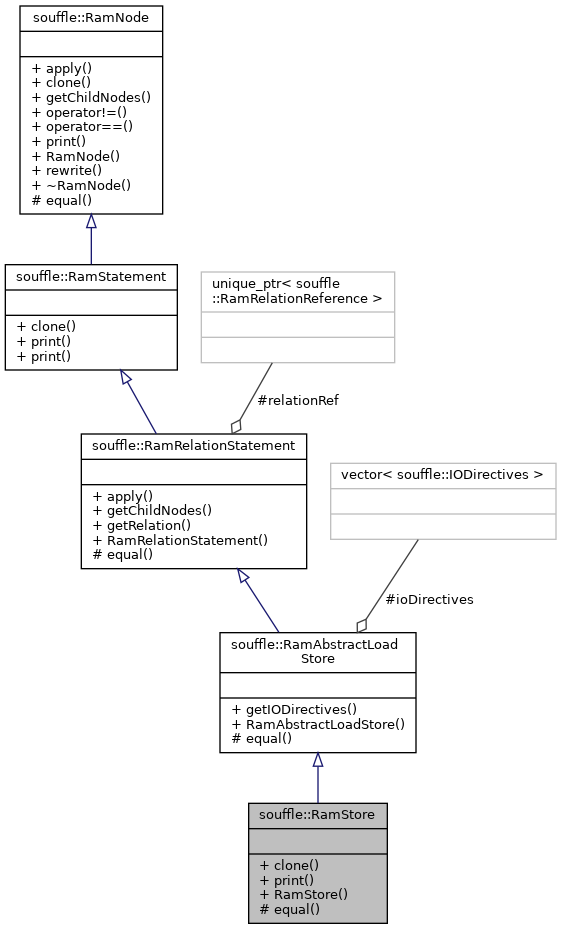 souffle::RamNode
+ apply()
+ clone()
+ getChildNodes()
+ operator!=()
+ operator==()
+ print()
+ RamNode()
+ rewrite()
+ ~RamNode()
# equal()
souffle::RamStatement
+ clone()
+ print()
+ print()
unique_ptr< souffle
::RamRelationReference >
#relationRef
souffle::RamRelationStatement
+ apply()
+ getChildNodes()
+ getRelation()
+ RamRelationStatement()
# equal()
vector< souffle::IODirectives >
#ioDirectives
souffle::RamAbstractLoad
Store
+ getIODirectives()
+ RamAbstractLoadStore()
# equal()
souffle::RamStore
+ clone()
+ print()
+ RamStore()
# equal()